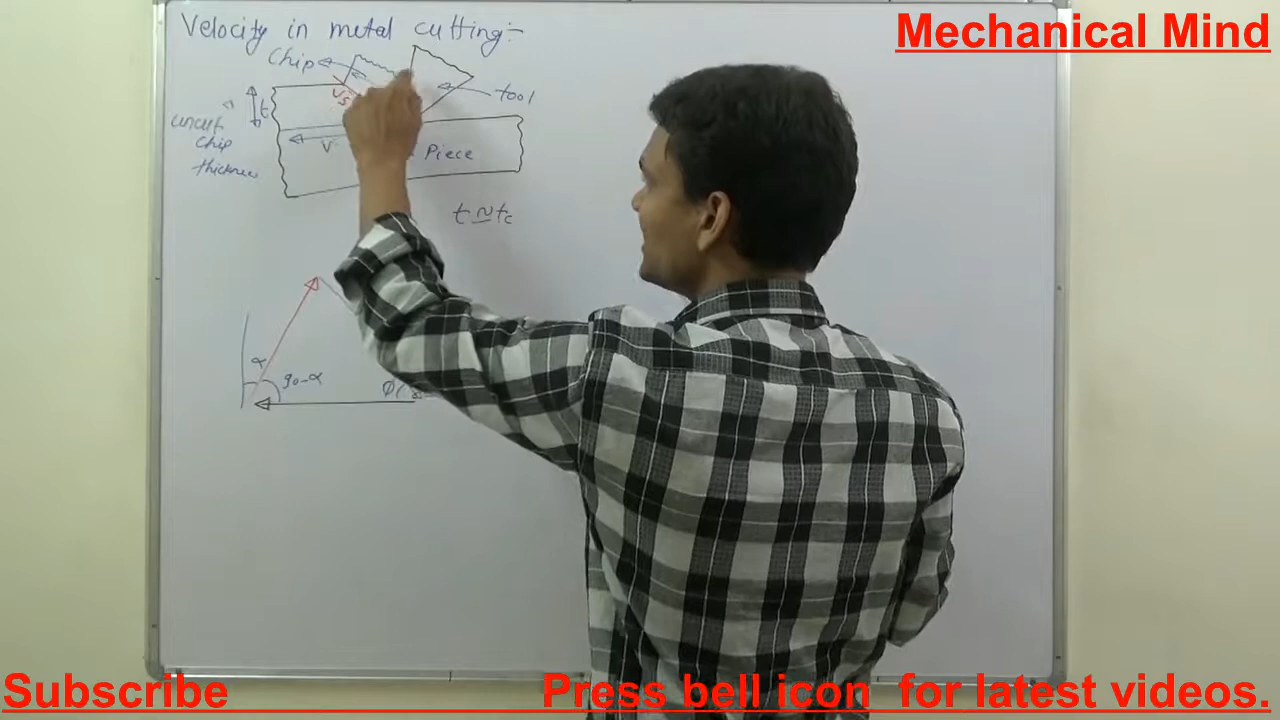 Mechanical Mind
Velocity in metal cutting:-
Chip
tool
Vs
t
uncut
chip
thickness
V
Piece
t ≃ tc
α
90-α
φ
Subscribe
Press bell icon for latest videos.